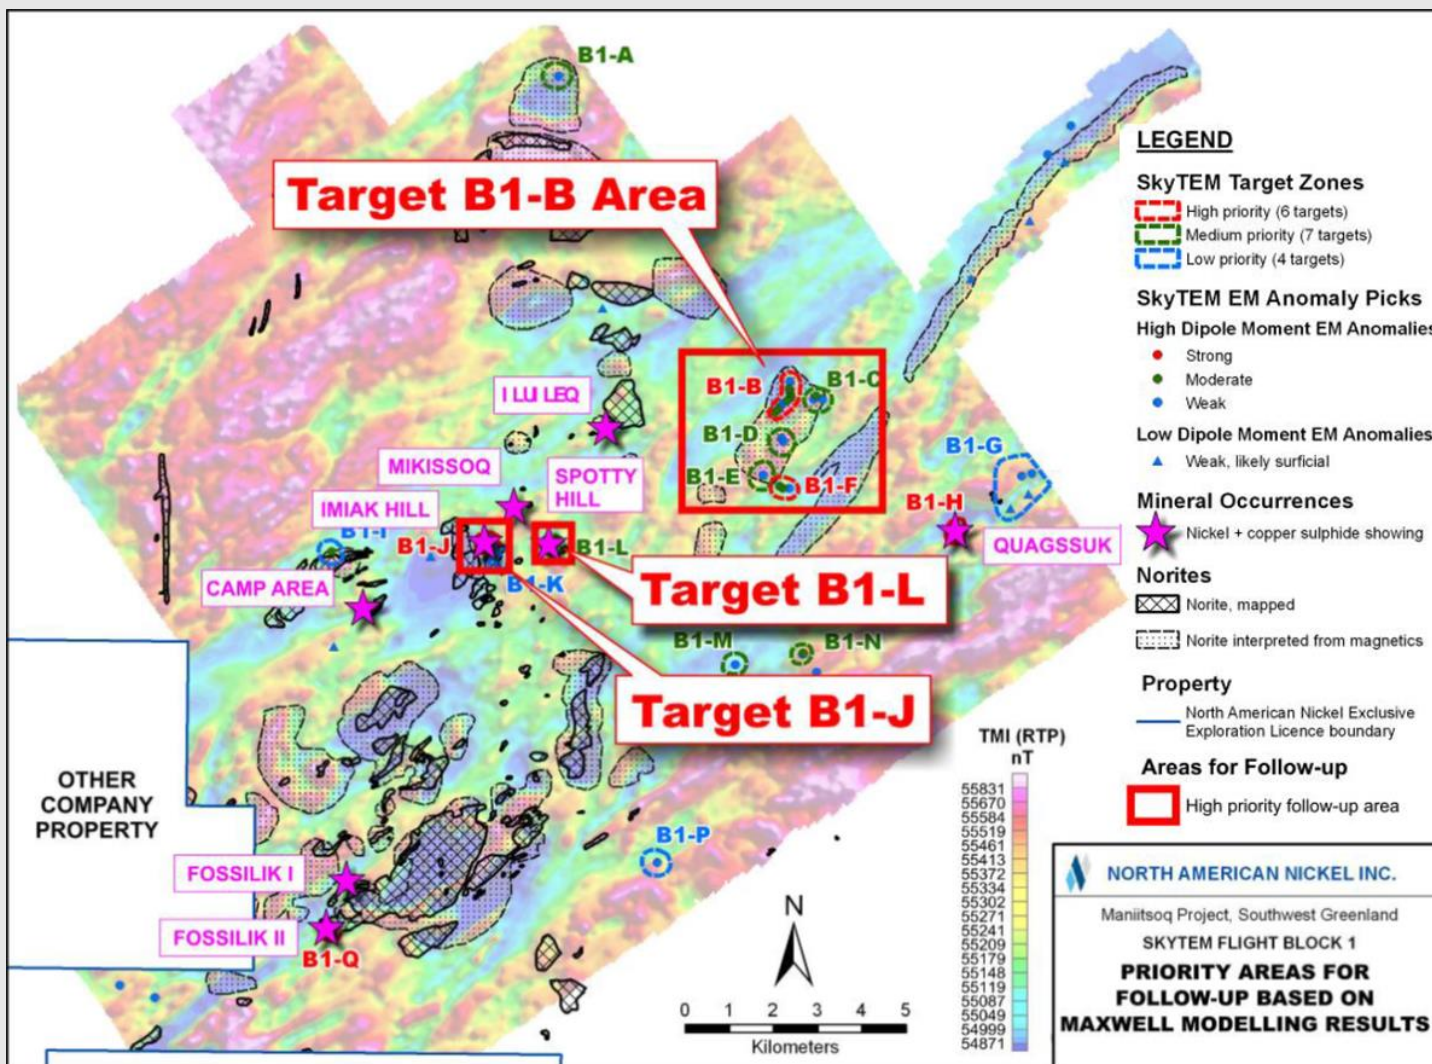 B1-A
Target B1-B Area
I LUI LEQ
B1-B
B1-C
B1-D
B1-E
B1-F
MIKISSOQ
SPOTTY
HILL
IMIAK HILL
B1-G
B1-H
QUAGSSUK
B1-I
B1-J
B1-L
B1-K
CAMP AREA
Target B1-L
B1-M
B1-N
Target B1-J
OTHER
COMPANY
PROPERTY
B1-P
FOSSILIK I
FOSSILIK II
B1-Q
N
0 1 2 3 4 5
Kilometers
TMI (RTP)
nT
55831
55670
55584
55519
55461
55413
55372
55334
55302
55271
55241
55209
55179
55148
55119
55087
55049
54999
54871
LEGEND
SkyTEM Target Zones
High priority (6 targets)
Medium priority (7 targets)
Low priority (4 targets)
SkyTEM EM Anomaly Picks
High Dipole Moment EM Anomalies
Strong
Moderate
Weak
Low Dipole Moment EM Anomalies
Weak, likely surficial
Mineral Occurrences
Nickel + copper sulphide showing
Norites
Norite, mapped
Norite interpreted from magnetics
Property
North American Nickel Exclusive
Exploration Licence boundary
Areas for Follow-up
High priority follow-up area
NORTH AMERICAN NICKEL INC.
Maniitsoq Project, Southwest Greenland
SKYTEM FLIGHT BLOCK 1
PRIORITY AREAS FOR
FOLLOW-UP BASED ON
MAXWELL MODELLING RESULTS